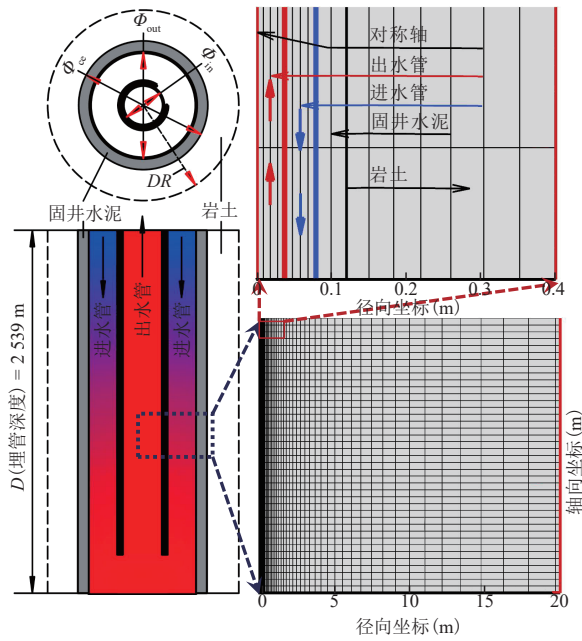 Φout
Φin
Φce
DR
固井水泥
岩土
D(埋管深度) = 2 539 m
进水管
出水管
进水管
对称轴
出水管
进水管
固井水泥
岩土
0
0.1
0.2
0.3
0.4
径向坐标(m)
轴向坐标(m)
0
5
10
15
20
径向坐标(m)